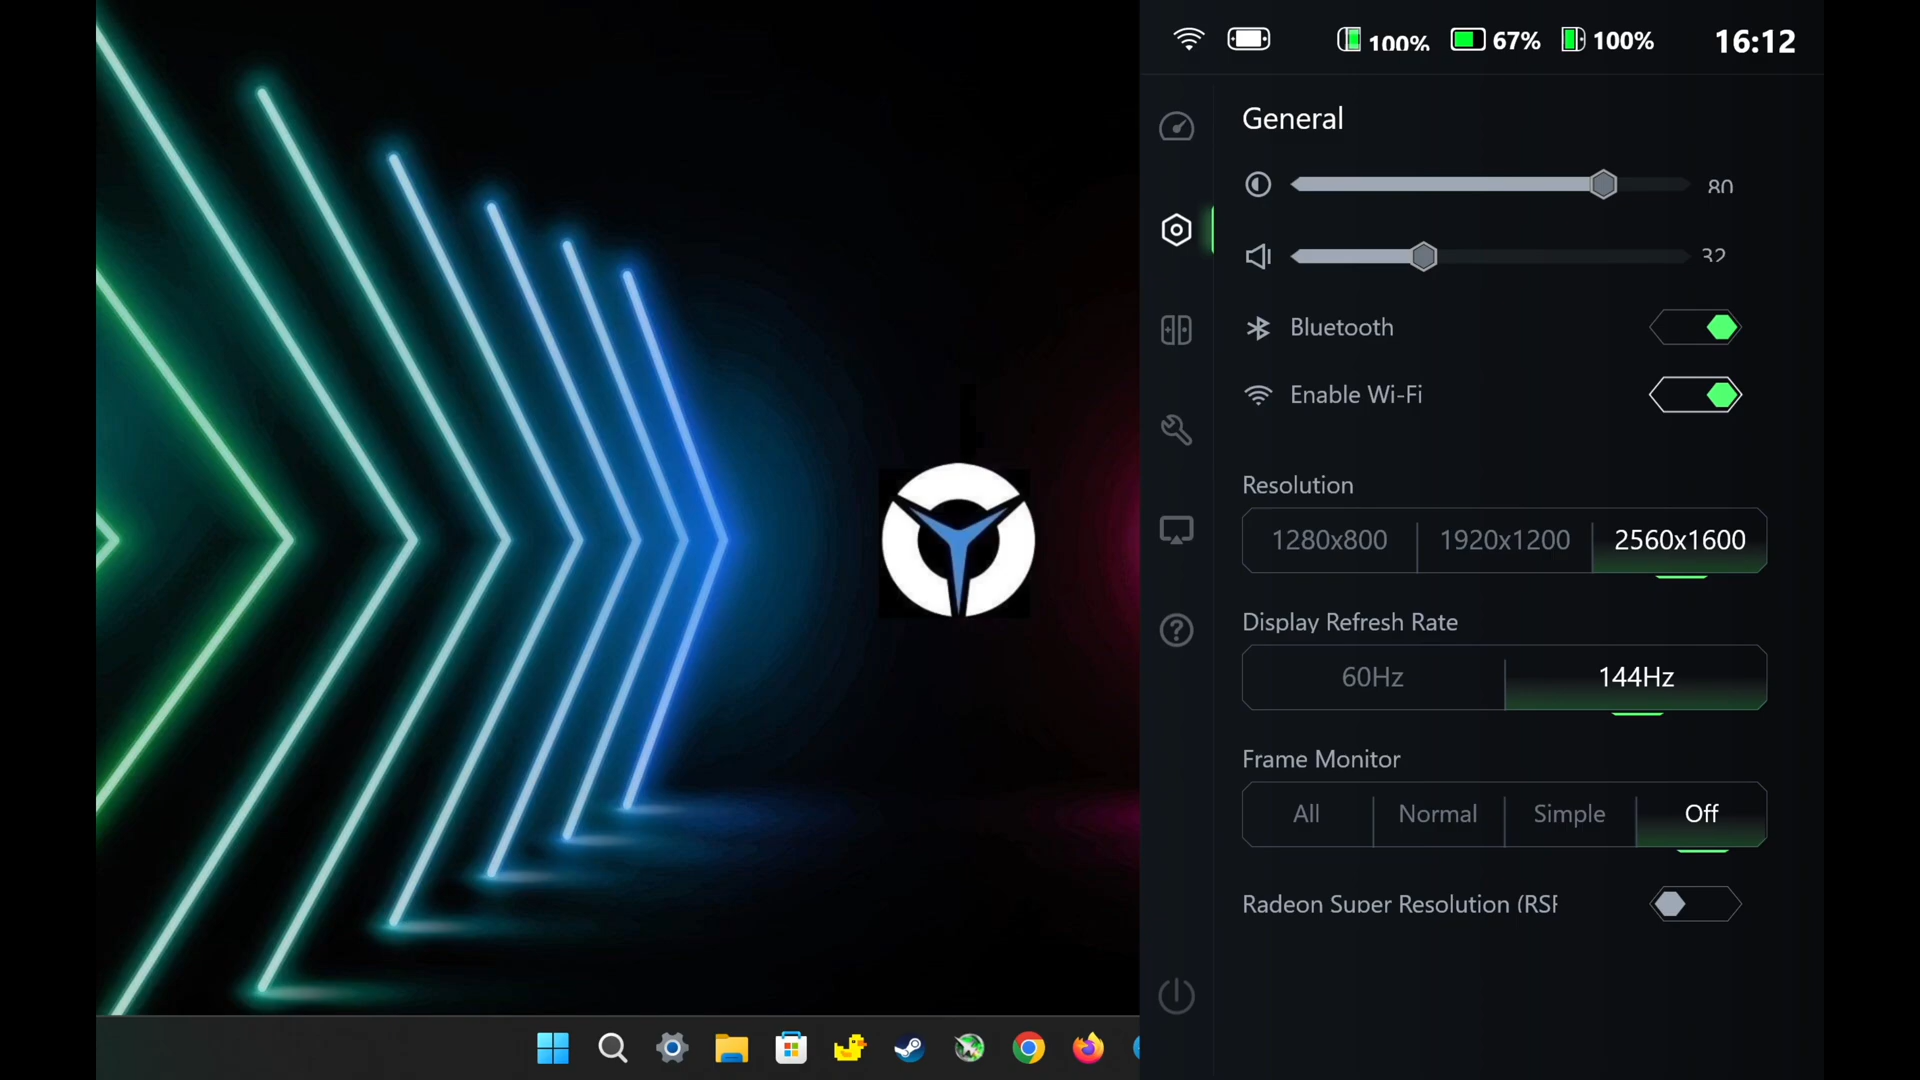 100% 67% 100% 16:12
General
80
32
Bluetooth
Enable Wi-Fi
Resolution
1280x800 1920x1200 2560x1600
Display Refresh Rate
60Hz 144Hz
Frame Monitor
All Normal Simple Off
Radeon Super Resolution (RSR